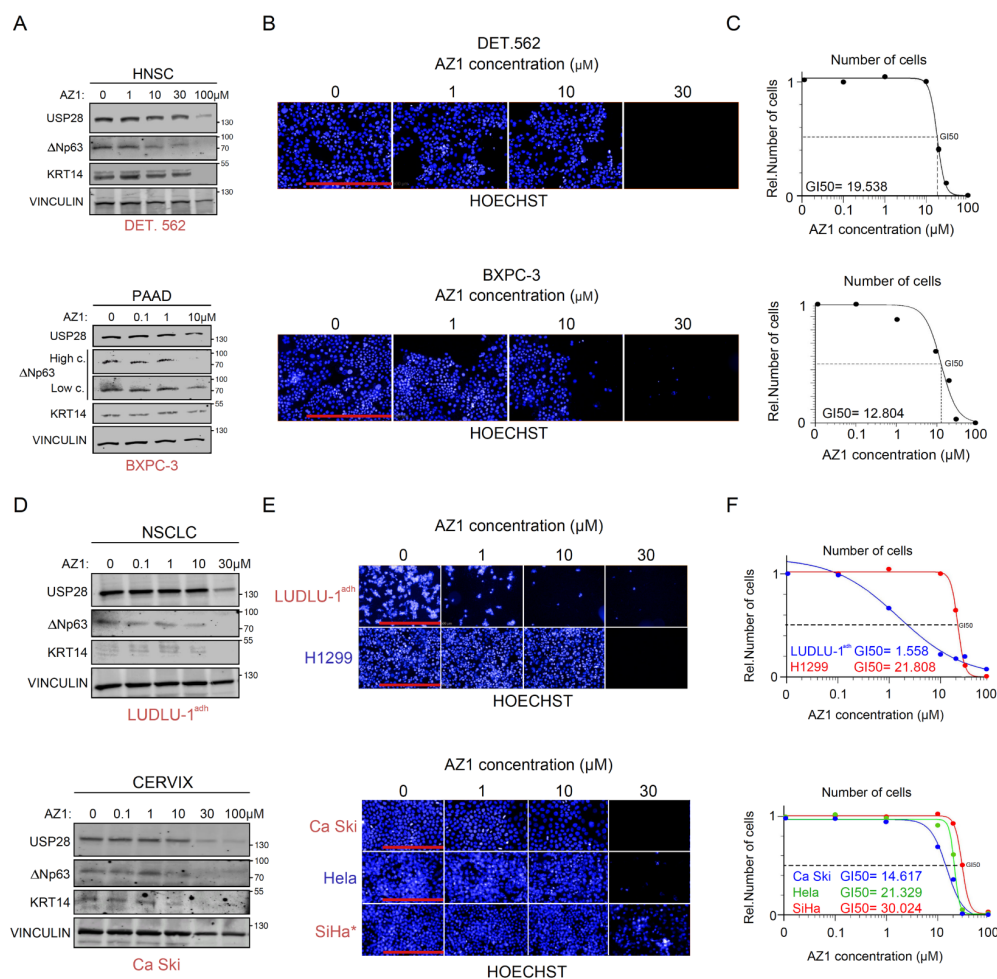 A
HNSC
AZ1: 0 1 10 30 100µM
USP28
130
ΔNp63
100
70
KRT14
55
VINCULIN
130
DET. 562
PAAD
AZ1: 0 0.1 1 10µM
USP28
130
High c.
100
70
ΔNp63
Low c.
100
70
KRT14
55
VINCULIN
130
BXPC-3
B
DET.562
AZ1 concentration (µM)
0 1 10 30
HOECHST
BXPC-3
AZ1 concentration (µM)
0 1 10 30
HOECHST
C
Number of cells
Rel.Number of cells
1
0
GI50
GI50= 19.538
0 0.1 1 10 100
AZ1 concentration (µM)
Number of cells
Rel.Number of cells
1
0
GI50
GI50= 12.804
0 0.1 1 10 100
AZ1 concentration (µM)
D
NSCLC
AZ1: 0 0.1 1 10 30µM
USP28
130
ΔNp63
100
70
KRT14
55
VINCULIN
130
LUDLU-1adh
CERVIX
AZ1: 0 0.1 1 10 30 100µM
USP28
130
ΔNp63
100
70
KRT14
55
VINCULIN
130
Ca Ski
E
AZ1 concentration (µM)
0 1 10 30
LUDLU-1adh
H1299
HOECHST
AZ1 concentration (µM)
0 1 10 30
Ca Ski
Hela
SiHa*
HOECHST
F
Number of cells
Rel.Number of cells
1
0
GI50
LUDLU-1adh GI50= 1.558
H1299 GI50= 21.808
0 0.1 1 10 100
AZ1 concentration (µM)
Number of cells
Rel.Number of cells
1
0
GI50
Ca Ski GI50= 14.617
Hela GI50= 21.329
SiHa GI50= 30.024
0 0.1 1 10 100
AZ1 concentration (µM)